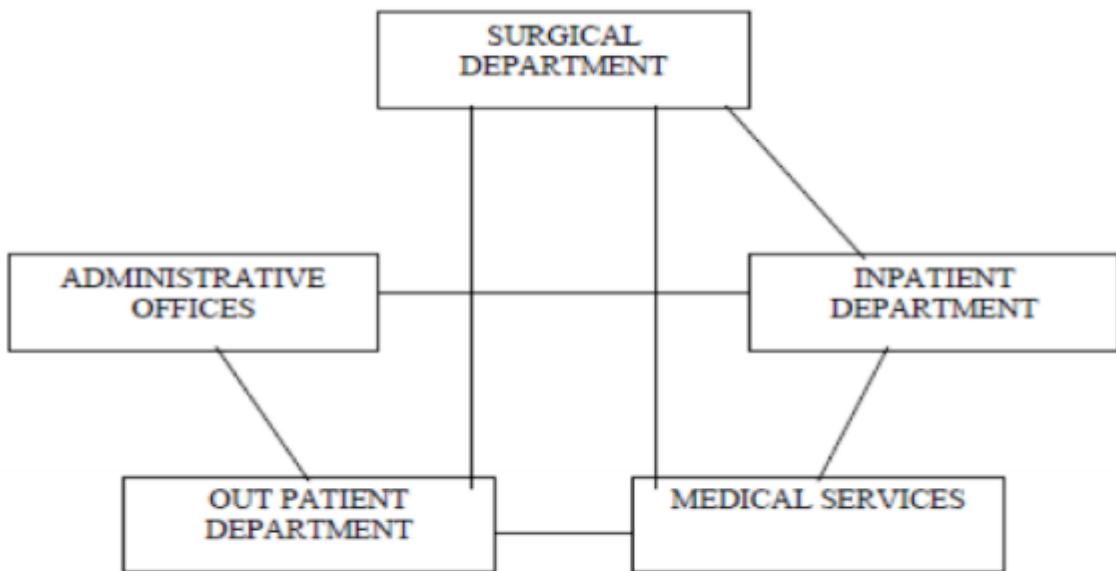 SURGICAL
DEPARTMENT
ADMINISTRATIVE
OFFICES
INPATIENT
DEPARTMENT
OUT PATIENT
DEPARTMENT
MEDICAL SERVICES